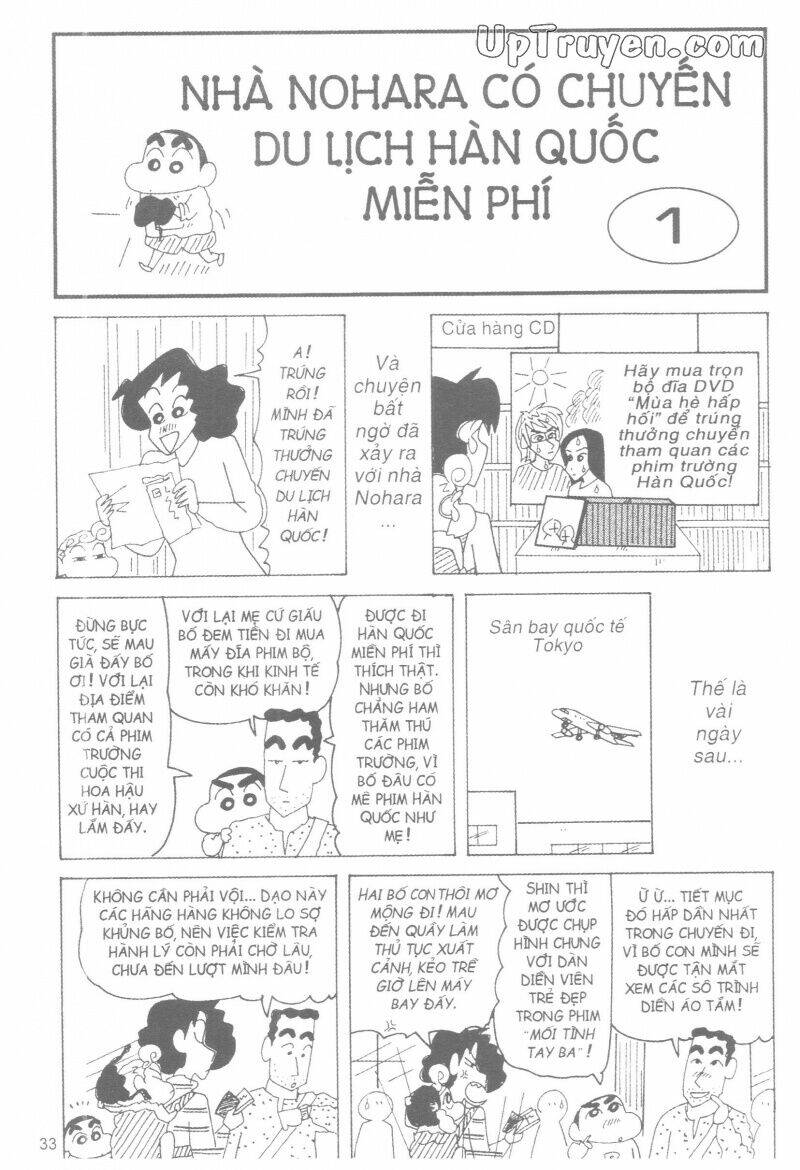 UpTruyen.com
NHÀ NOHARA CÓ CHUYẾN
DU LỊCH HÀN QUỐC
MIỄN PHÍ
1
Cửa hàng CD
Hãy mua trọn
bộ đĩa DVD
“Mùa hè hấp
hối” để trúng
thưởng chuyến
tham quan các
phim trường
Hàn Quốc!
Và
chuyện
bất
ngờ đã
xảy ra
với nhà
Nohara
...
A!
TRÚNG
RỒI!
MÌNH ĐÃ
TRÚNG
THƯỞNG
CHUYẾN
DU LỊCH
HÀN
QUỐC!
Thế là
vài
ngày
sau...
Sân bay quốc tế
Tokyo
ĐƯỢC ĐI
HÀN QUỐC
MIỄN PHÍ THÌ
THÍCH THẬT.
NHƯNG BỐ
CHẲNG HAM
THĂM THÚ
CÁC PHIM
TRƯỜNG, VÌ
BỐ ĐÂU CÓ
MÊ PHIM HÀN
QUỐC NHƯ
MẸ!
VỚI LẠI MẸ CỨ GIẤU
BỐ ĐEM TIỀN ĐI MUA
MẤY ĐĨA PHIM BỘ,
TRONG KHI KINH TẾ
CÒN KHÓ KHĂN!
ĐỪNG BỰC
TỨC, SẼ MAU
GIÀ ĐẤY BỐ
ƠI! VỚI LẠI
ĐỊA ĐIỂM
THAM QUAN
CÓ CẢ PHIM
TRƯỜNG
CUỘC THI
HOA HẬU
XỨ HÀN, HAY
LẮM ĐẤY.
Ừ Ừ... TIẾT MỤC
ĐÓ HẤP DẪN NHẤT
TRONG CHUYẾN ĐI,
VÌ BỐ CON MÌNH SẼ
ĐƯỢC TẬN MẮT
XEM CÁC SÔ TRÌNH
DIỄN ÁO TẮM!
SHIN THÌ
MƠ ƯỚC
ĐƯỢC CHỤP
HÌNH CHUNG
VỚI DÀN
DIỄN VIÊN
TRẺ ĐẸP
TRONG PHIM
“MỐI TÌNH
TAY BA”!
HAI BỐ CON THÔI MƠ
MỘNG ĐI! MAU
ĐẾN QUẦY LÀM
THỦ TỤC XUẤT
CẢNH, KẺO TRỄ
GIỜ LÊN MÁY
BAY ĐẤY.
KHÔNG CẦN PHẢI VỘI... DẠO NÀY
CÁC HÃNG HÀNG KHÔNG LO SỢ
KHỦNG BỐ, NÊN VIỆC KIỂM TRA
HÀNH LÝ CÒN PHẢI CHỜ LÂU,
CHƯA ĐẾN LƯỢT MÌNH ĐÂU!
33